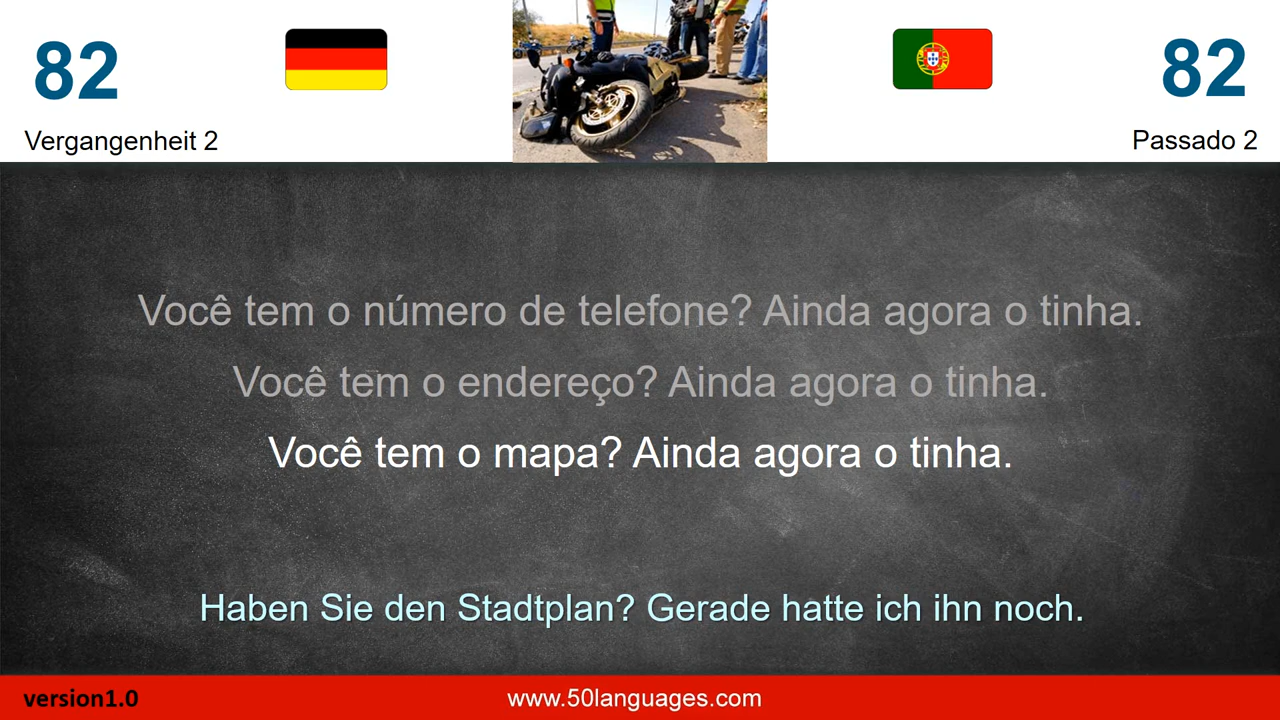 82
82
Vergangenheit 2
Passado 2
Você tem o número de telefone? Ainda agora o tinha.
Você tem o endereço? Ainda agora o tinha.
Você tem o mapa? Ainda agora o tinha.
Haben Sie den Stadtplan? Gerade hatte ich ihn noch.
version1.0
www.50languages.com